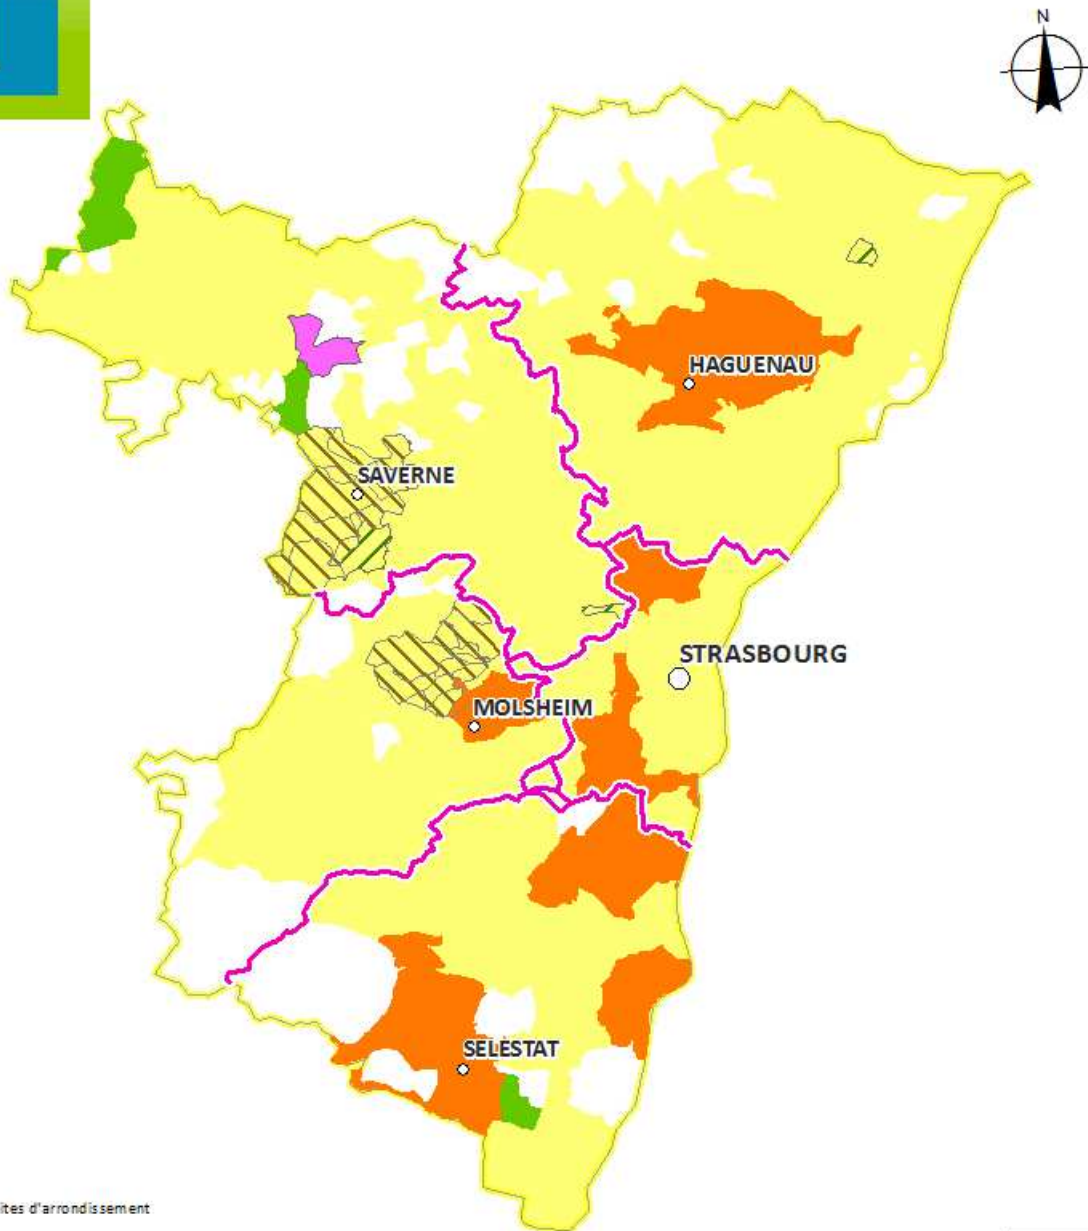 N
HAGUENAU
SAVERNE
STRASBOURG
MOLSHEIM
SELESTAT
ites d'arrondissement